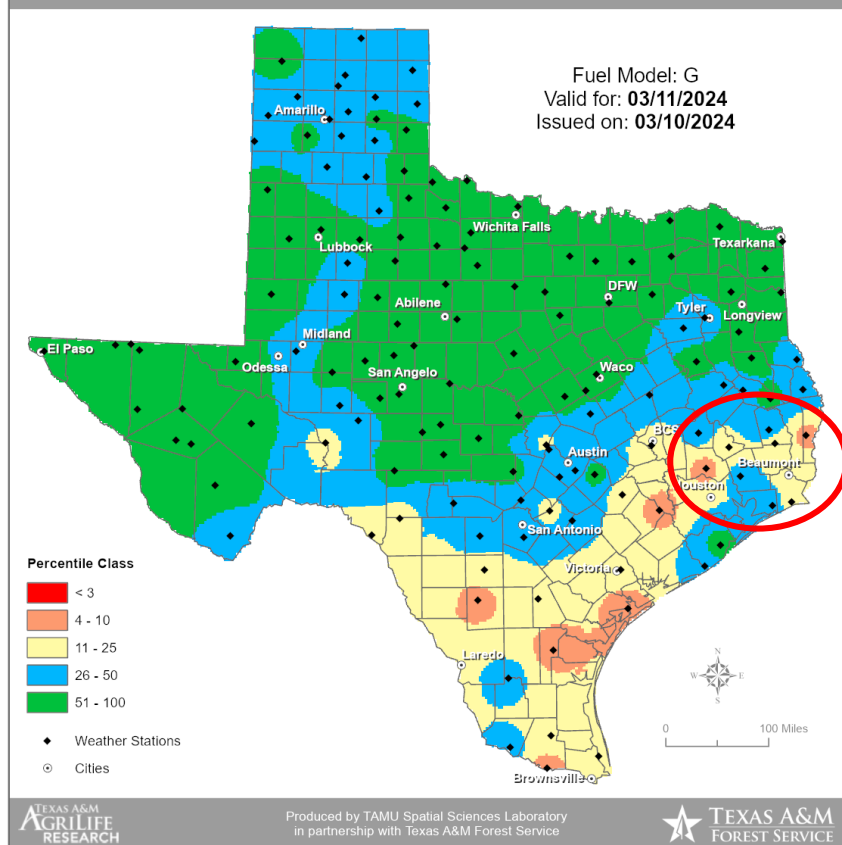 Fuel Model: G
Valid for: 03/11/2024
Issued on: 03/10/2024
Amarillo
Wichita Falls
Texarkana
Lubbock
DFW
Abilene
Tyler
Longview
Midland
El Paso
Odessa
San Angelo
Waco
BCS
Austin
Beaumont
Houston
San Antonio
Victoria
Laredo
Brownsville
Percentile Class
< 3
4 - 10
11 - 25
26 - 50
51 - 100
Weather Stations
Cities
N
W E
S
0 100 Miles
TEXAS A&M
AGRILIFE
RESEARCH
Produced by TAMU Spatial Sciences Laboratory
in partnership with Texas A&M Forest Service
TEXAS A&M
FOREST SERVICE